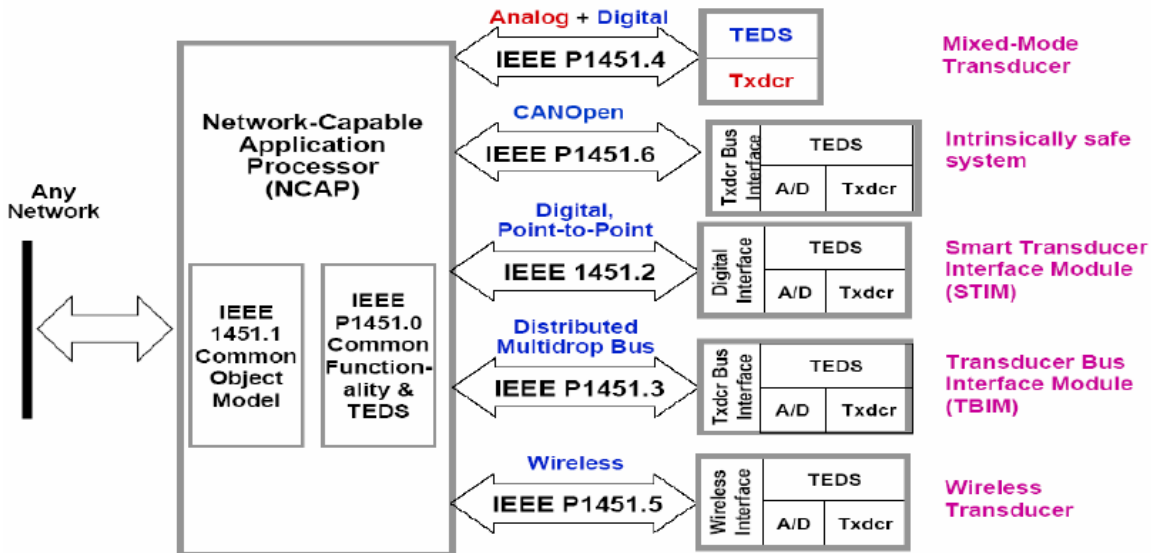 Any
Network
Network-Capable
Application
Processor
(NCAP)
IEEE
1451.1
Common
Object
Model
IEEE
P1451.0
Common
Function-
ality &
TEDS
Analog + Digital
IEEE P1451.4
TEDS
Txdcr
Mixed-Mode
Transducer
CANOpen
IEEE P1451.6
Txdcr Bus
Interface
TEDS
A/D
Txdcr
Intrinsically safe
system
Digital,
Point-to-Point
IEEE 1451.2
Digital
Interface
TEDS
A/D
Txdcr
Smart Transducer
Interface Module
(STIM)
Distributed
Multidrop Bus
IEEE P1451.3
Txdcr Bus
Interface
TEDS
A/D
Txdcr
Transducer Bus
Interface Module
(TBIM)
Wireless
IEEE P1451.5
Wireless
Interface
TEDS
A/D
Txdcr
Wireless
Transducer